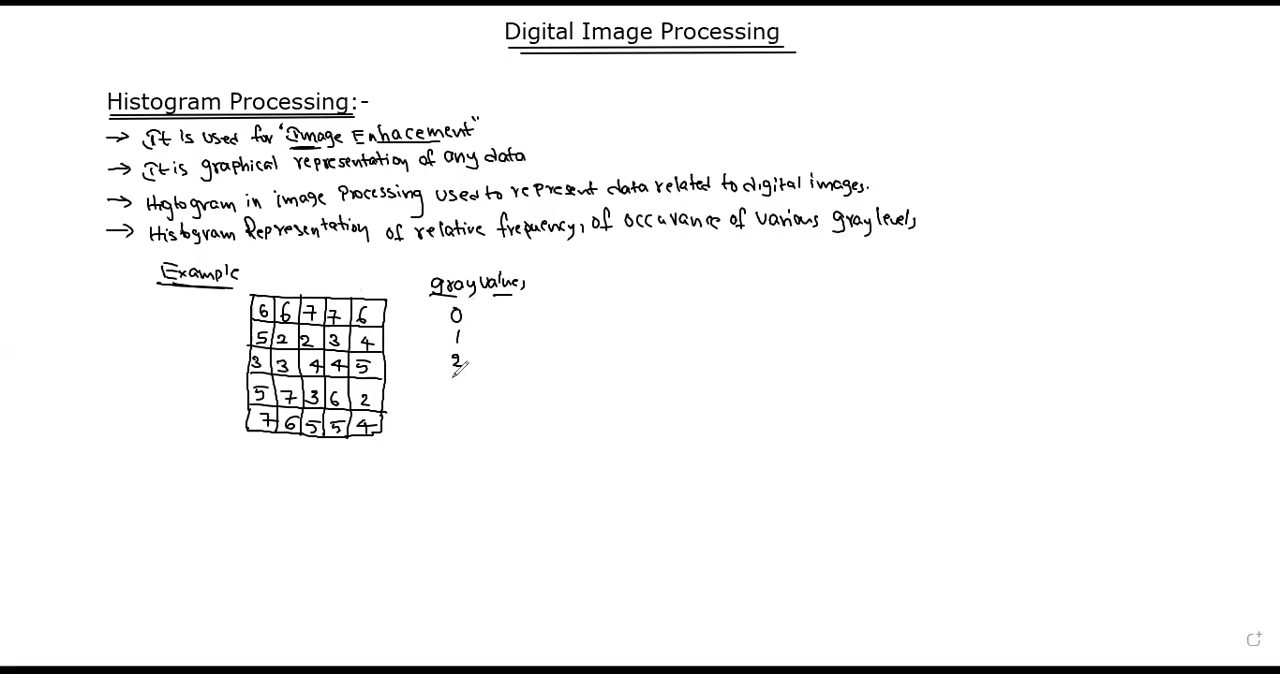 Digital Image Processing
Histogram Processing:-
→ It is used for "Image Enhacement"
→ It is graphical representation of any data
→ Histogram in image processing used to represent data related to digital images.
→ Histogram Representation of relative frequency, of occurance of various gray levels
Example
gray values
6 6 7 7 6
5 2 2 3 4
3 3 4 4 5
5 7 3 6 2
7 6 5 5 4
0
1
2